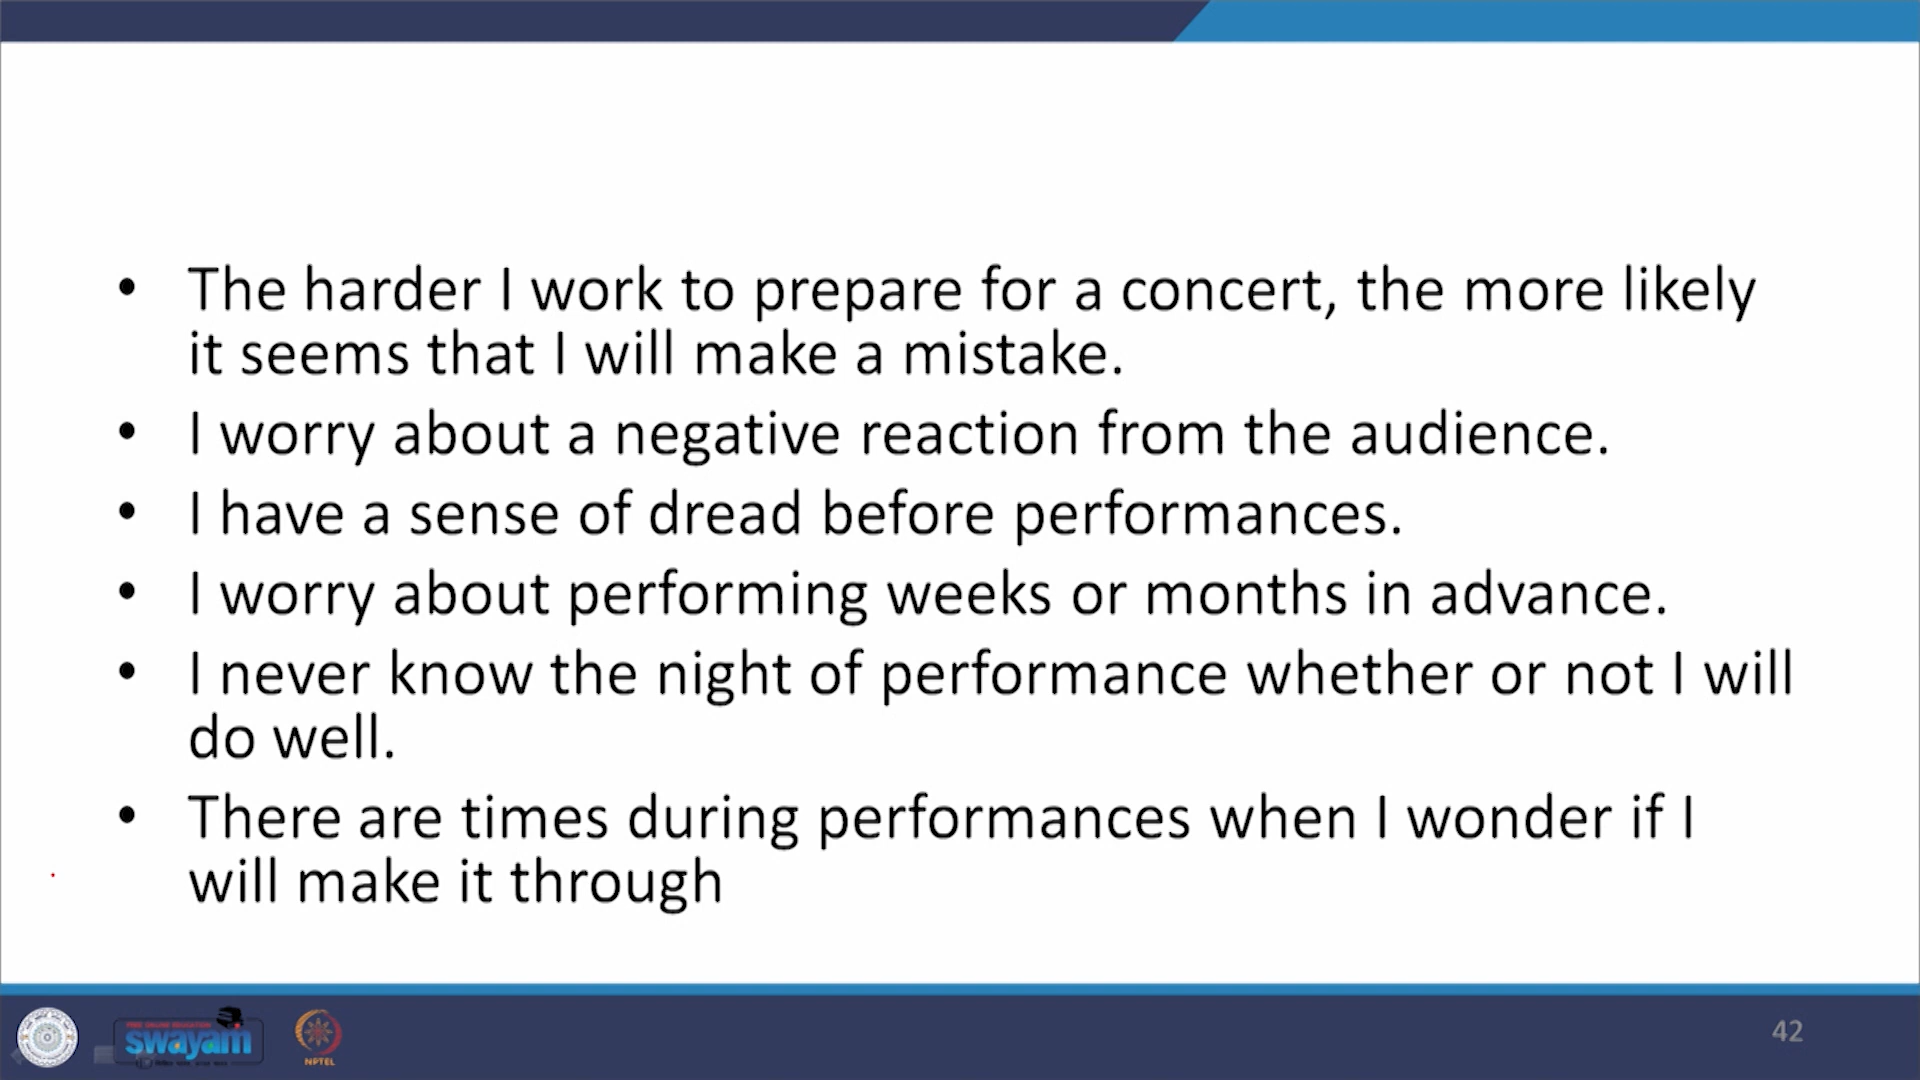 • The harder I work to prepare for a concert, the more likely
it seems that I will make a mistake.
• I worry about a negative reaction from the audience.
• I have a sense of dread before performances.
• I worry about performing weeks or months in advance.
• I never know the night of performance whether or not I will
do well.
• There are times during performances when I wonder if I
will make it through
FREE ONLINE EDUCATION
swayam
NPTEL
42